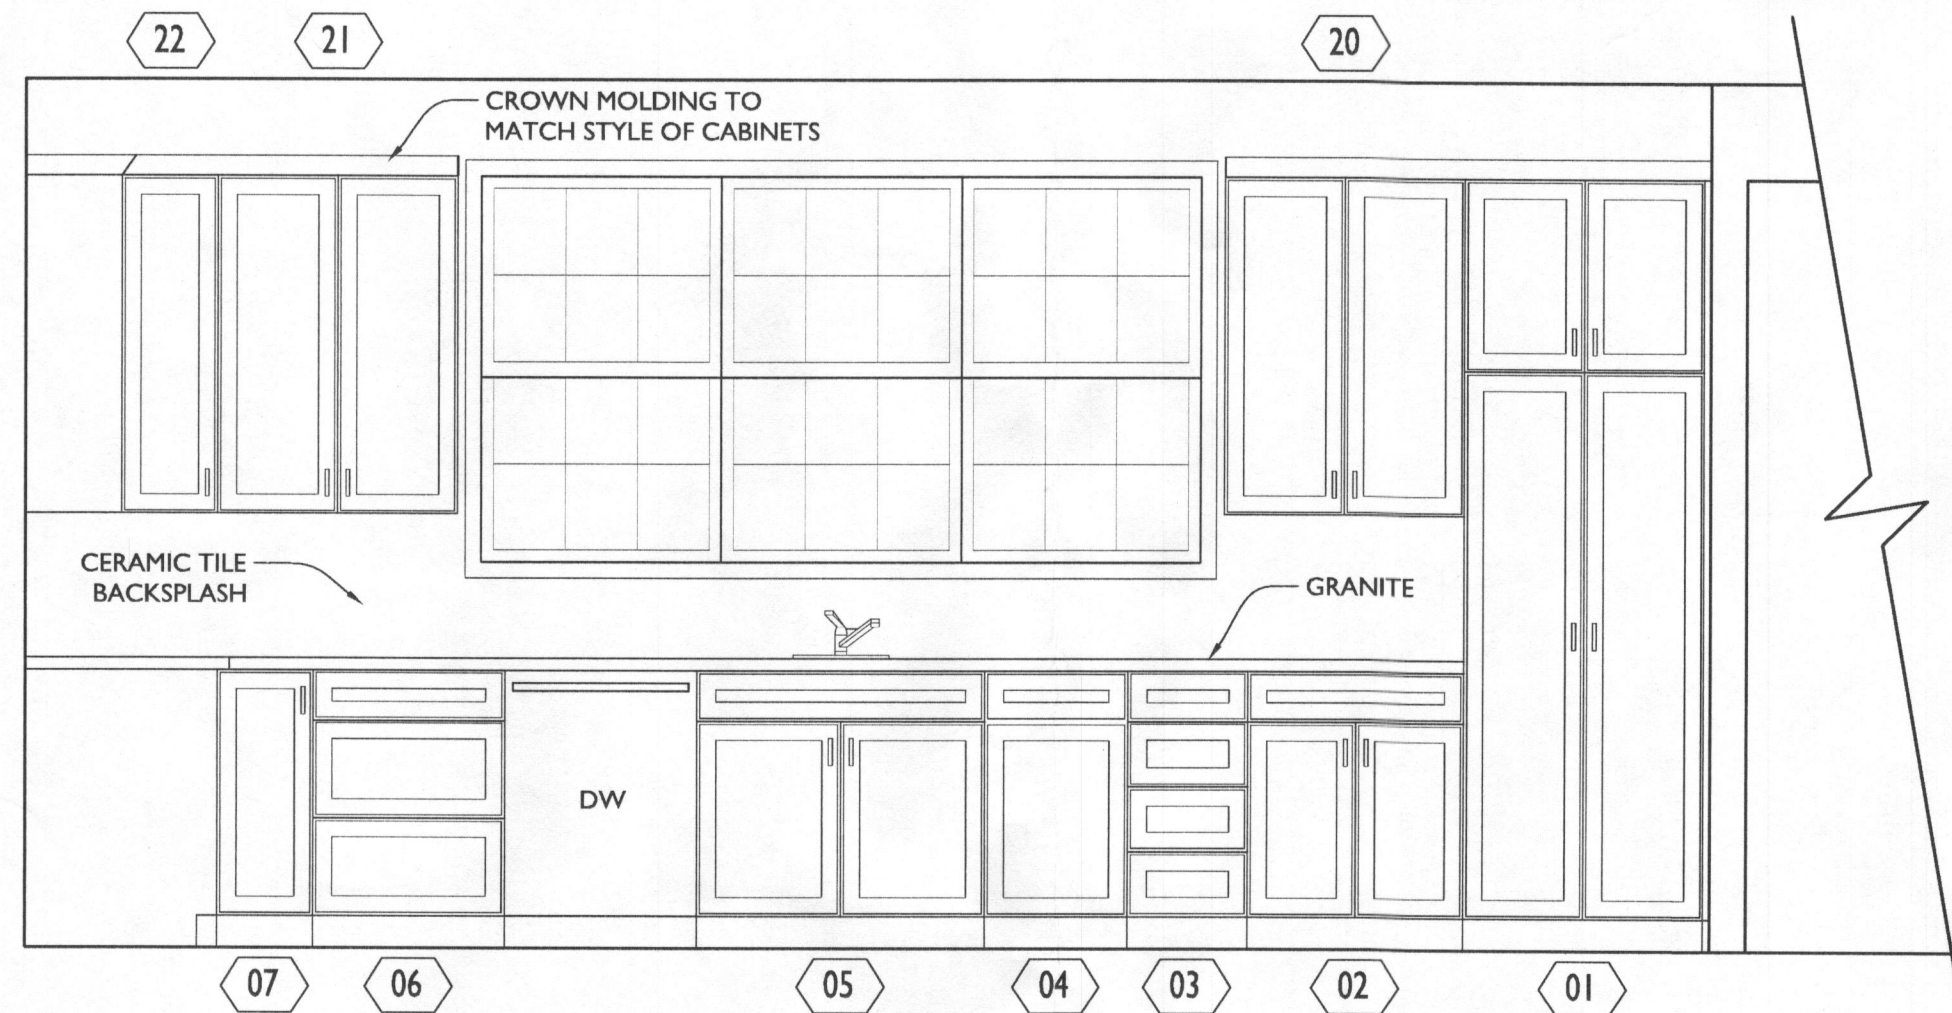 22
21
20
CROWN MOLDING TO
MATCH STYLE OF CABINETS
CERAMIC TILE
BACKSPLASH
GRANITE
DW
07
06
05
04
03
02
01